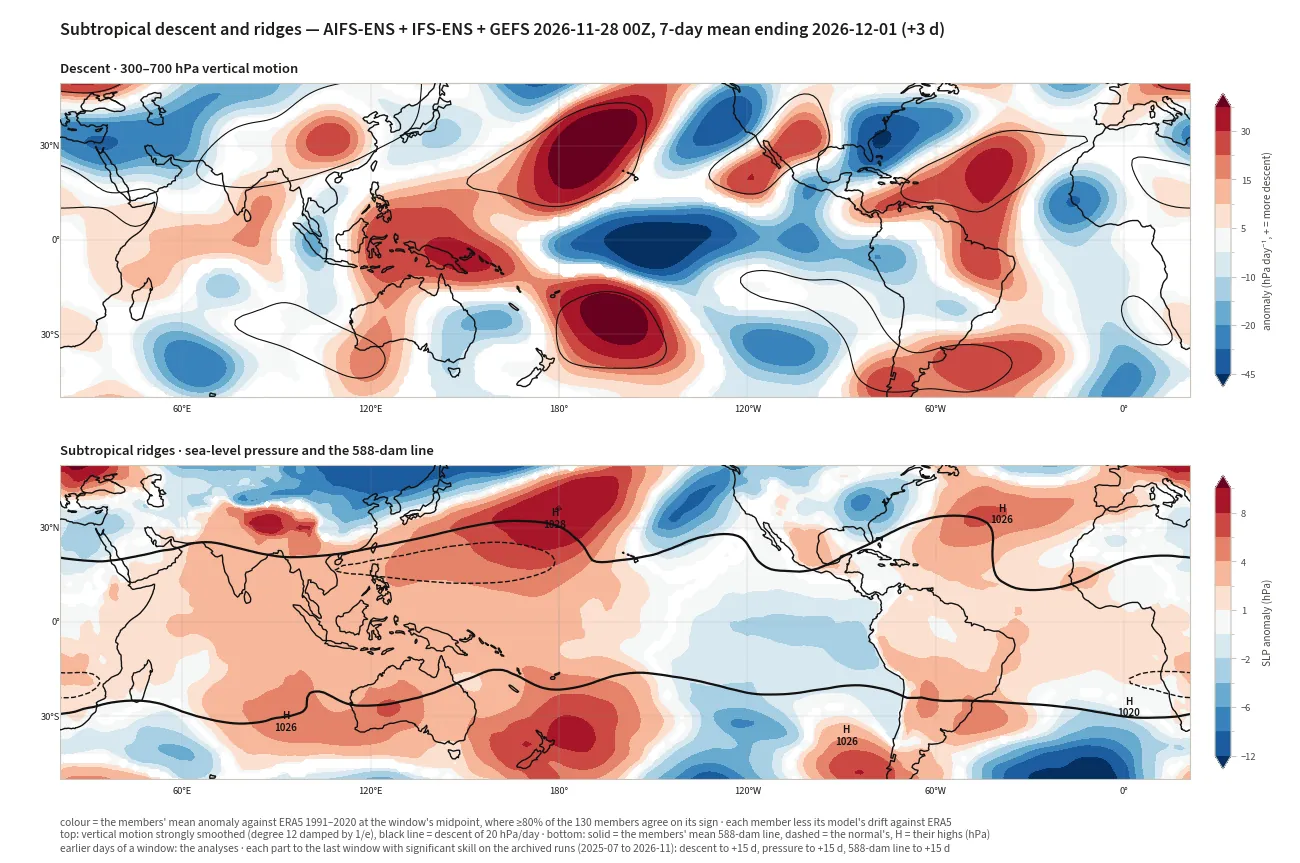 Subtropical descent and ridges — AIFS-ENS + IFS-ENS + GEFS 2026-11-28 00Z, 7-day mean ending 2026-12-01 (+3 d)
Descent · 300–700 hPa vertical motion
30°N
0°
30°S
60°E
120°E
180°
120°W
60°W
0°
30
15
5
−10
−20
−45
anomaly (hPa day⁻¹, + = more descent)
Subtropical ridges · sea-level pressure and the 588-dam line
H
1028
H
1026
H
1026
H
1026
H
1020
30°N
0°
30°S
60°E
120°E
180°
120°W
60°W
0°
8
4
1
−2
−6
−12
SLP anomaly (hPa)
colour = the members' mean anomaly against ERA5 1991–2020 at the window's midpoint, where ≥80% of the 130 members agree on its sign · each member less its model's drift against ERA5
top: vertical motion strongly smoothed (degree 12 damped by 1/e), black line = descent of 20 hPa/day · bottom: solid = the members' mean 588-dam line, dashed = the normal's, H = their highs (hPa)
earlier days of a window: the analyses · each part to the last window with significant skill on the archived runs (2025-07 to 2026-11): descent to +15 d, pressure to +15 d, 588-dam line to +15 d